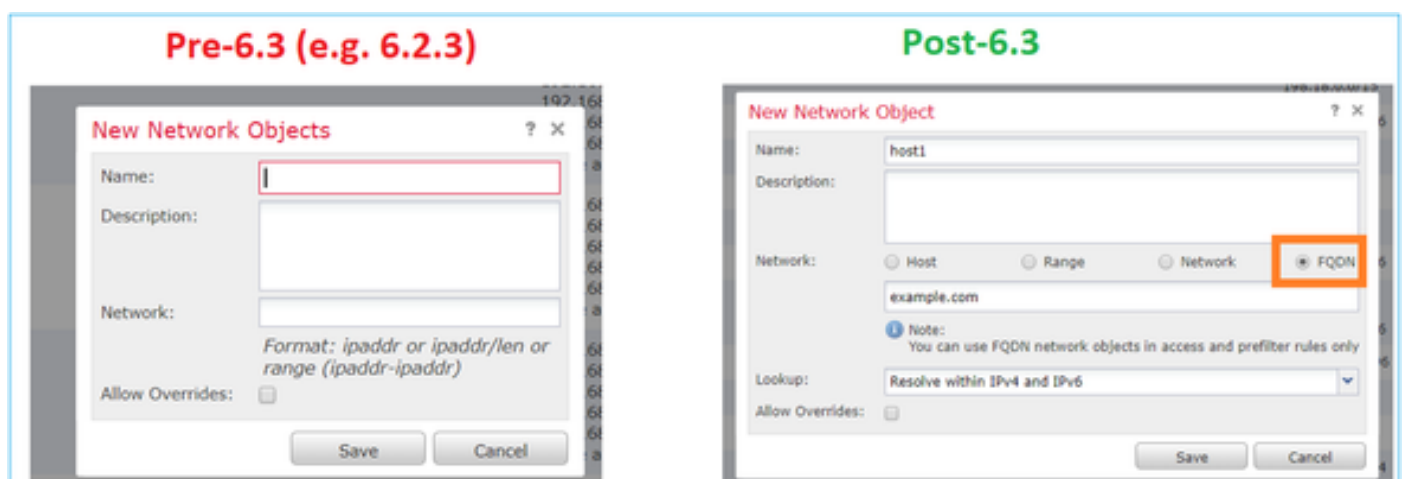 Pre-6.3 (e.g. 6.2.3)
192.168
New Network Objects
? ×
Name:
Description:
Network:
Format: ipaddr or ipaddr/len or
range (ipaddr-ipaddr)
Allow Overrides:
Save
Cancel
Post-6.3
New Network Object
? ×
Name:
host1
Description:
Network:
Host
Range
Network
FQDN
example.com
Note:
You can use FQDN network objects in access and prefilter rules only
Lookup:
Resolve within IPv4 and IPv6
Allow Overrides:
Save
Cancel